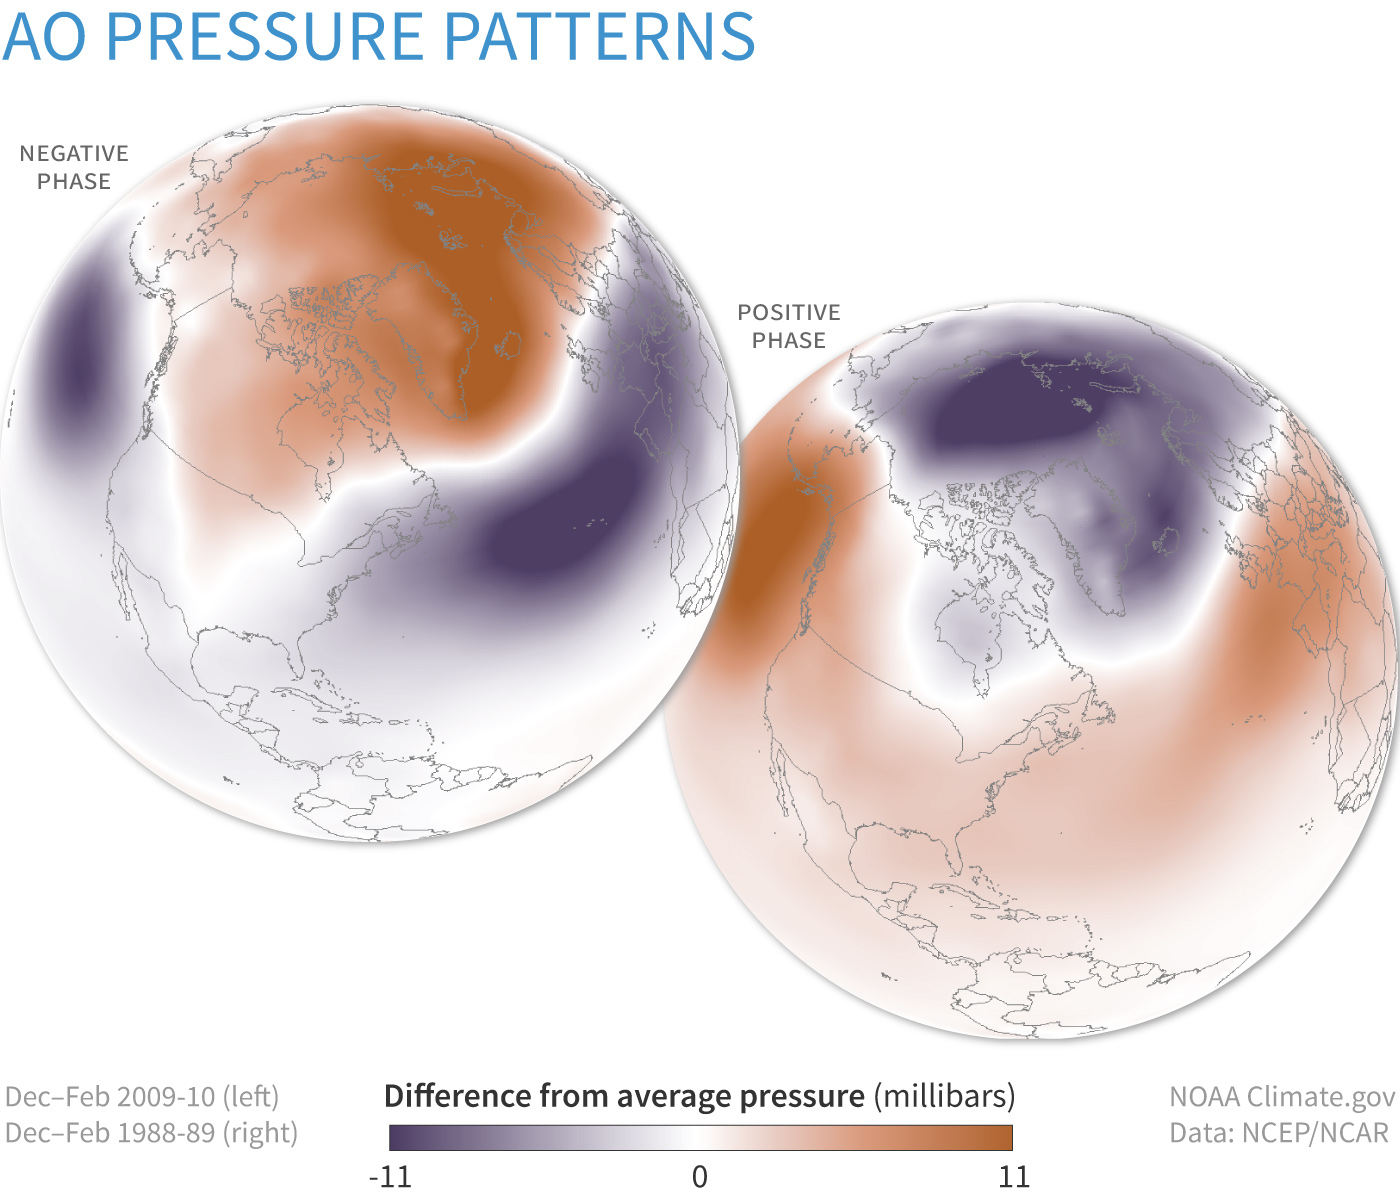 AO PRESSURE PATTERNS
NEGATIVE
PHASE
POSITIVE
PHASE
Dec–Feb 2009-10 (left)
Dec–Feb 1988-89 (right)
Difference from average pressure (millibars)
-11 0 11
NOAA Climate.gov
Data: NCEP/NCAR